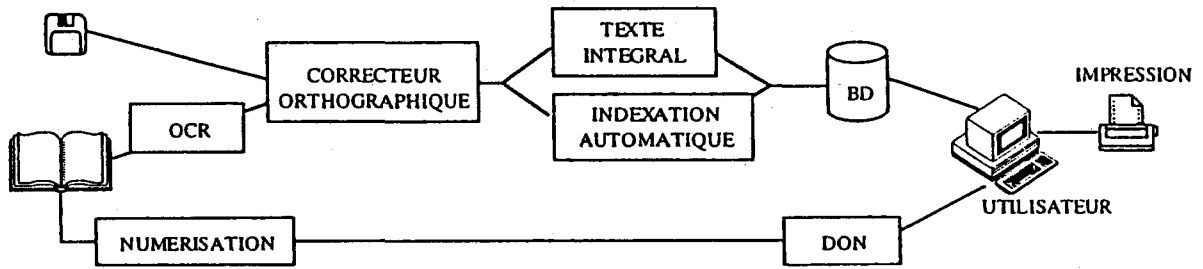 TEXTE
INTEGRAL
CORRECTEUR
ORTHOGRAPHIQUE
OCR
INDEXATION
AUTOMATIQUE
BD
IMPRESSION
UTILISATEUR
NUMERISATION
DON